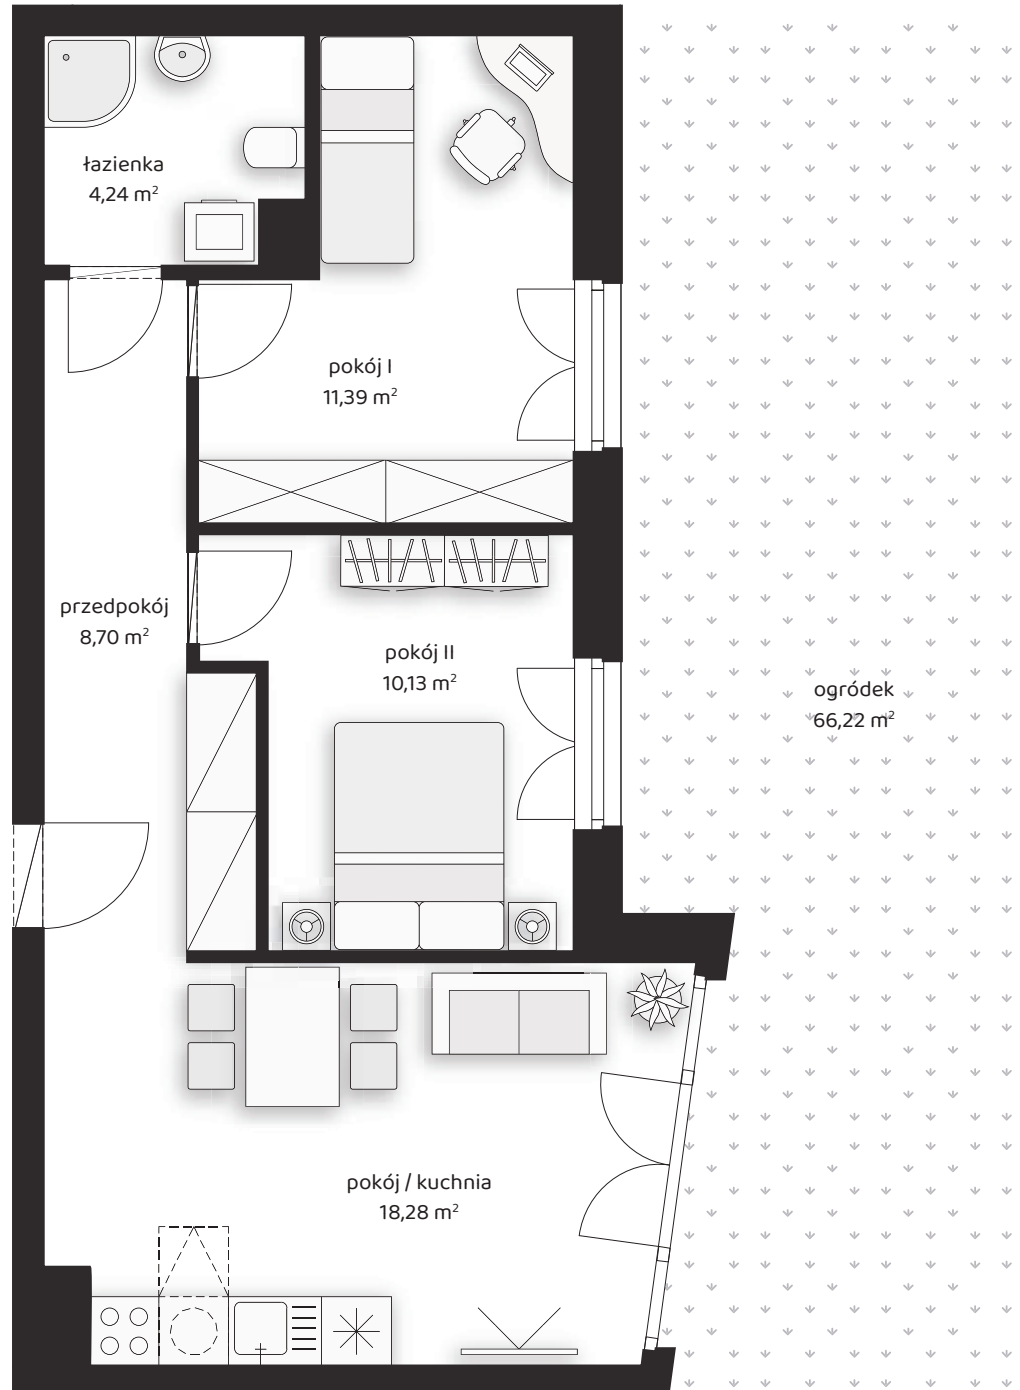 łazienka
4,24 m²
pokój I
11,39 m²
przedpokój
8,70 m²
pokój II
10,13 m²
ogródek
66,22 m²
pokój / kuchnia
18,28 m²